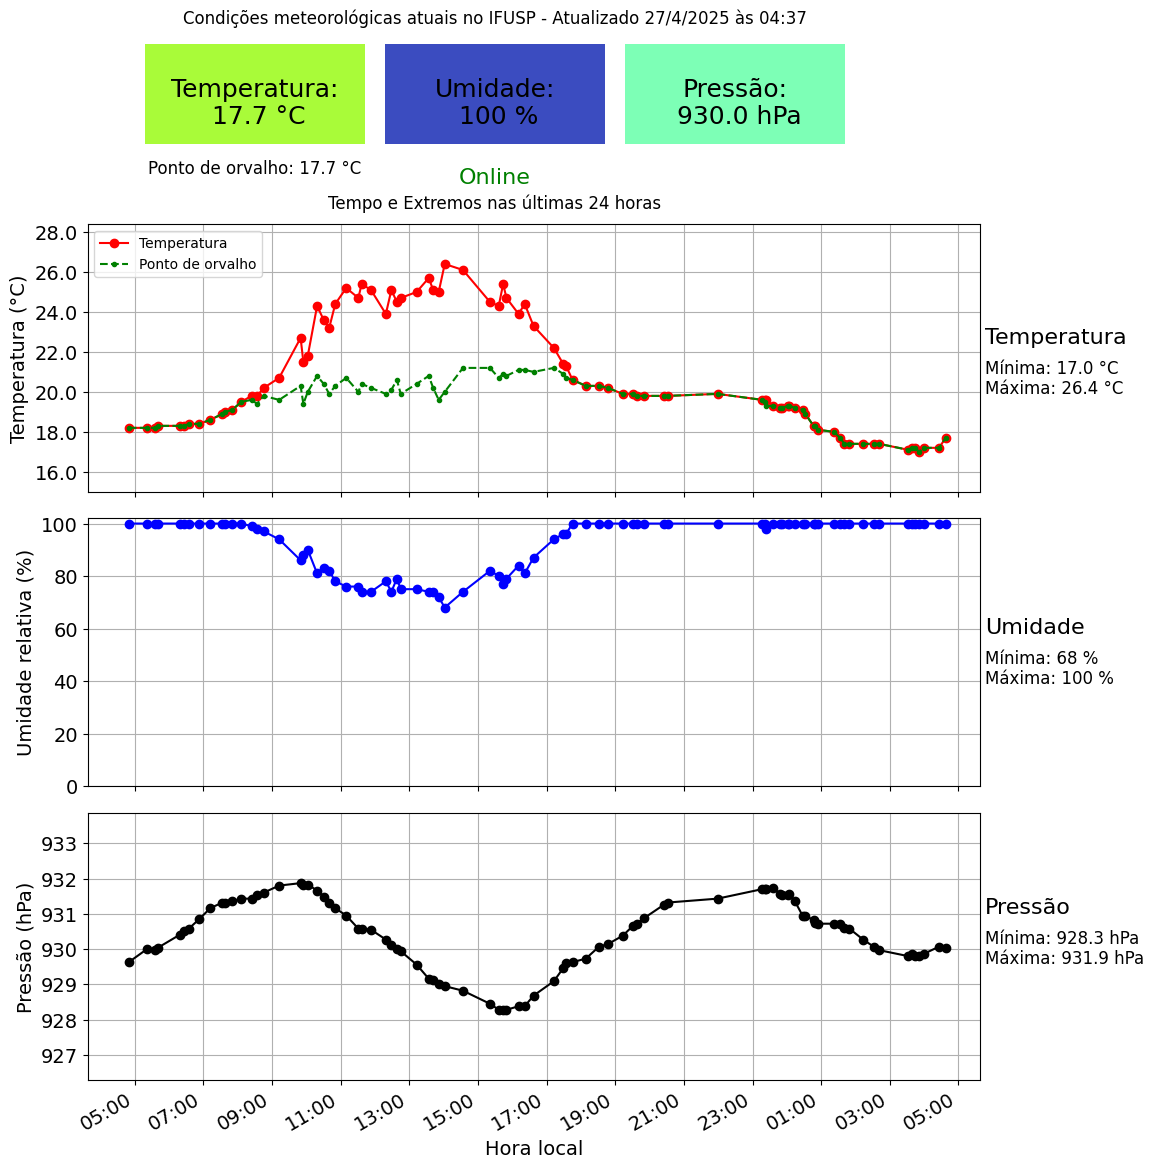 Condições meteorológicas atuais no IFUSP - Atualizado 27/4/2025 às 04:37
Temperatura:
17.7 °C
Umidade:
100 %
Pressão:
930.0 hPa
Ponto de orvalho: 17.7 °C
Online
Tempo e Extremos nas últimas 24 horas
Temperatura (°C)
28.0
26.0
24.0
22.0
20.0
18.0
16.0
Temperatura
Ponto de orvalho
Temperatura
Mínima: 17.0 °C
Máxima: 26.4 °C
Umidade relativa (%)
100
80
60
40
20
0
Umidade
Mínima: 68 %
Máxima: 100 %
Pressão (hPa)
933
932
931
930
929
928
927
Pressão
Mínima: 928.3 hPa
Máxima: 931.9 hPa
05:00
07:00
09:00
11:00
13:00
15:00
17:00
19:00
21:00
23:00
01:00
03:00
05:00
Hora local